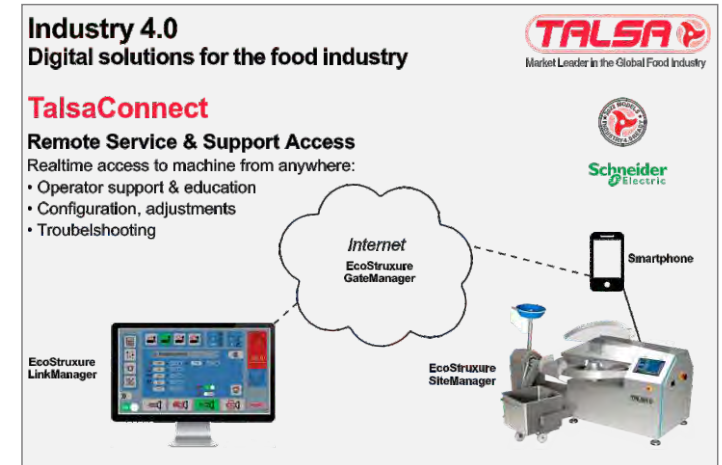 Industry 4.0
Digital solutions for the food industry
TALSA
Market Leader in the Global Food Industry
TalsaConnect
Remote Service & Support Access
Realtime access to machine from anywhere:
• Operator support & education
• Configuration, adjustments
• Troubelshooting
Schneider
Electric
Internet
EcoStruxure
GateManager
Smartphone
EcoStruxure
LinkManager
EcoStruxure
SiteManager
TALSA